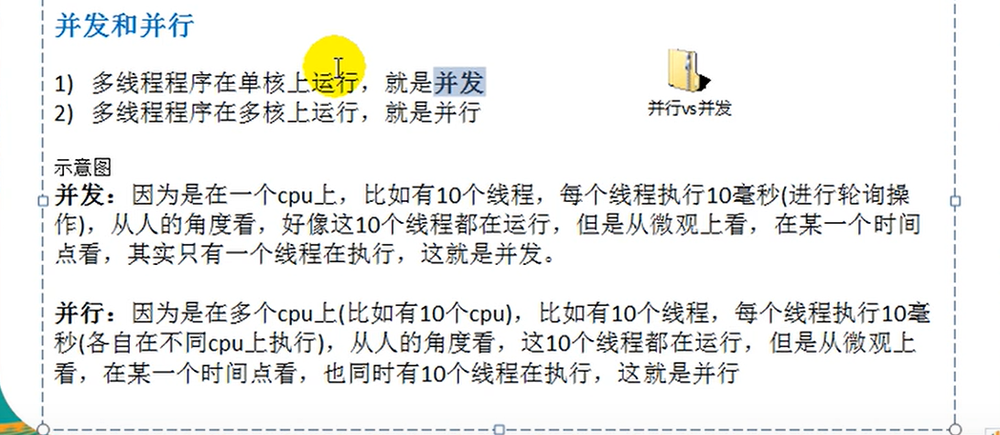 并发和并行
1) 多线程程序在单核上运行，就是并发
2) 多线程程序在多核上运行，就是并行
并行vs并发
示意图
并发：因为是在一个cpu上，比如有10个线程，每个线程执行10毫秒(进行轮询操
作)，从人的角度看，好像这10个线程都在运行，但是从微观上看，在某一个时间
点看，其实只有一个线程在执行，这就是并发。
并行：因为是在多个cpu上(比如有10个cpu)，比如有10个线程，每个线程执行10毫
秒(各自在不同cpu上执行)，从人的角度看，这10个线程都在运行，但是从微观上
看，在某一个时间点看，也同时有10个线程在执行，这就是并行